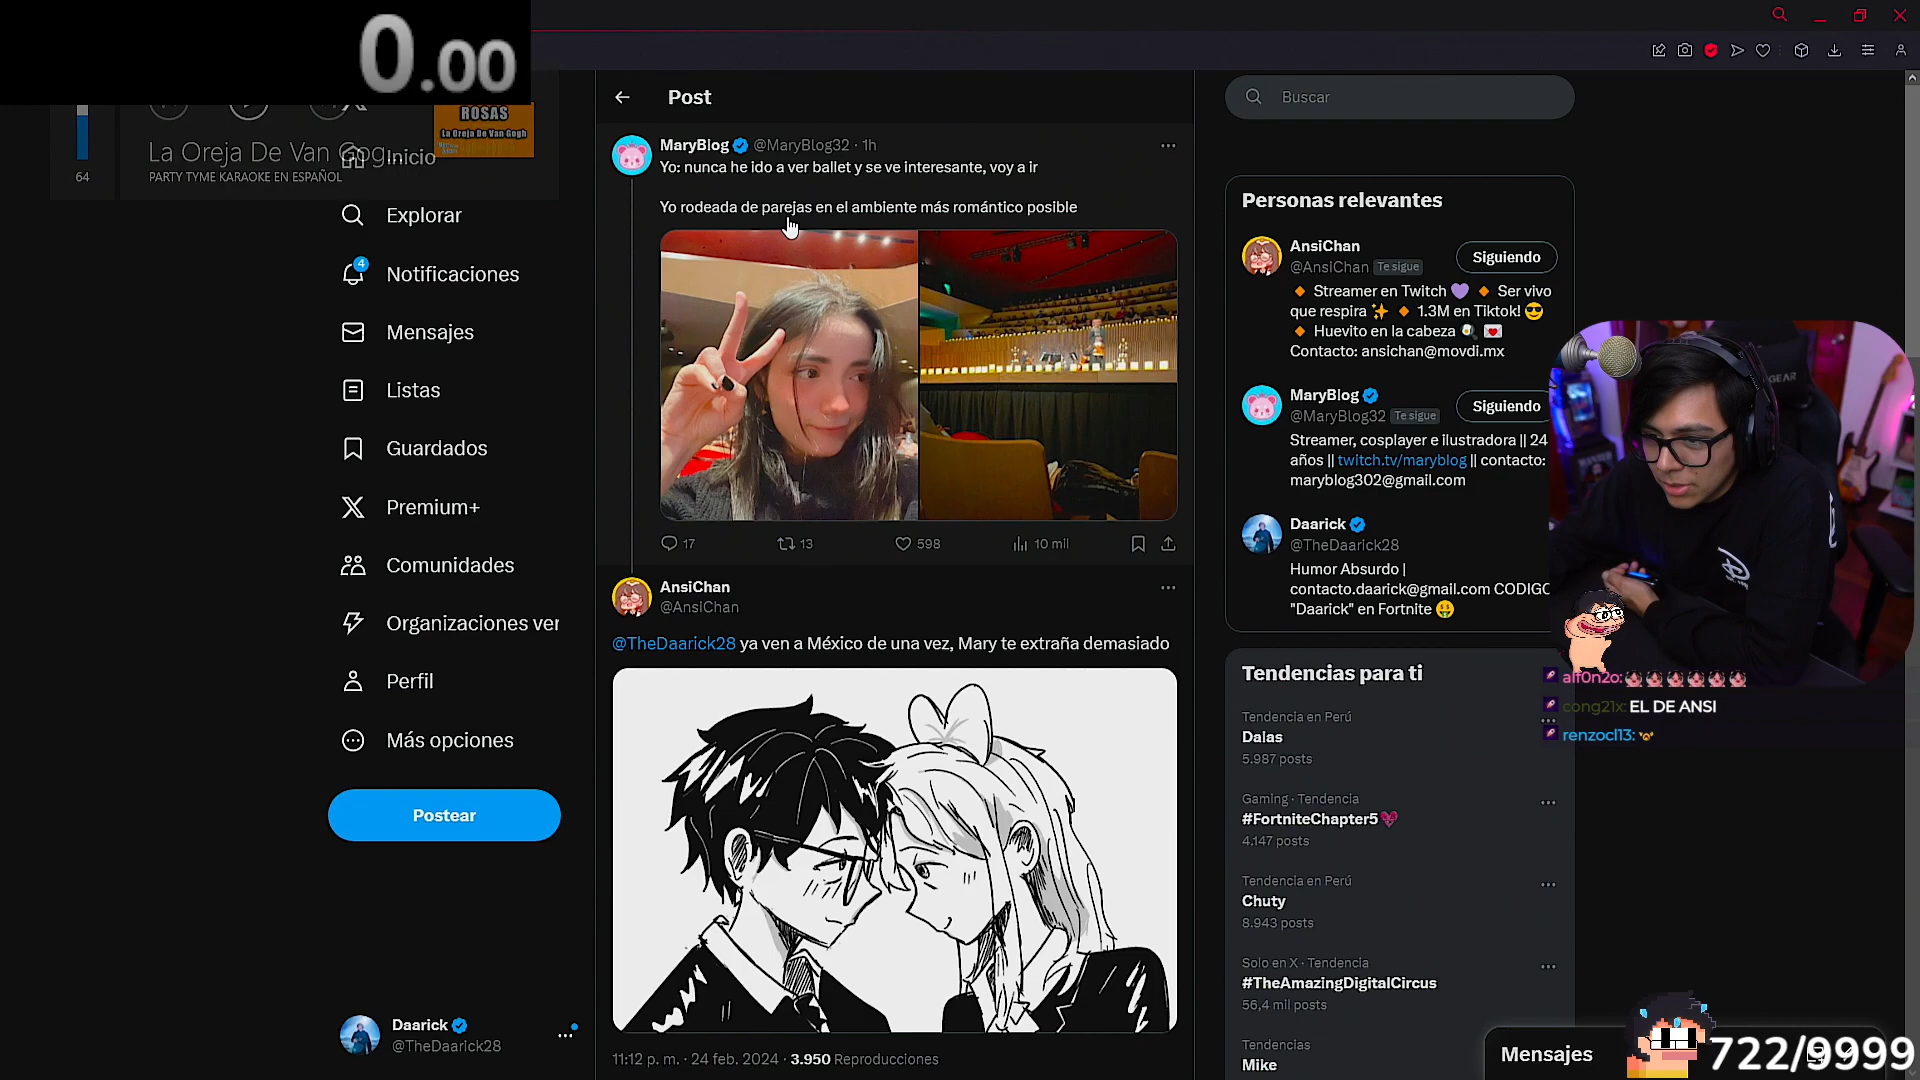 0.00
64
La Oreja De Van Gog...
PARTY TYME KARAOKE EN ESPAÑOL
ROSAS
La Oreja De Van Gogh
Inicio
Explorar
4
Notificaciones
Mensajes
Listas
Guardados
Premium+
Comunidades
Organizaciones ver
Perfil
Más opciones
Postear
Daarick
@TheDaarick28
Post
MaryBlog @MaryBlog32 · 1h
Yo: nunca he ido a ver ballet y se ve interesante, voy a ir
Yo rodeada de parejas en el ambiente más romántico posible
17 13 598 10 mil
AnsiChan
@AnsiChan
@TheDaarick28 ya ven a México de una vez, Mary te extraña demasiado
11:12 p. m. · 24 feb. 2024 · 3.950 Reproducciones
Buscar
Personas relevantes
AnsiChan
@AnsiChan Te sigue
Siguiendo
🔸 Streamer en Twitch 💜 🔸 Ser vivo
que respira ✨ 🔸 1.3M en Tiktok! 😎
🔸 Huevito en la cabeza 🍳 💌
Contacto: ansichan@movdi.mx
MaryBlog
@MaryBlog32 Te sigue
Siguiendo
Streamer, cosplayer e ilustradora || 24
años || twitch.tv/maryblog || contacto:
maryblog302@gmail.com
Daarick
@TheDaarick28
Humor Absurdo |
contacto.daarick@gmail.com CODIGO
"Daarick" en Fortnite 🤑
Tendencias para ti
Tendencia en Perú
Dalas
5.987 posts
Gaming · Tendencia
#FortniteChapter5
4.147 posts
Tendencia en Perú
Chuty
8.943 posts
Solo en X · Tendencia
#TheAmazingDigitalCircus
56,4 mil posts
Tendencias
Mike
GEAR
alf0n2o:
cong21x: EL DE ANSI
renzocl13:
Mensajes
722/9999